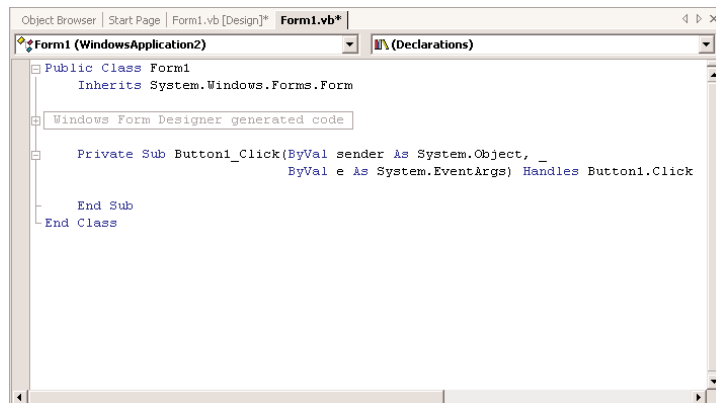 Object Browser | Start Page | Form1.vb [Design]* | Form1.vb* |
Form1 (WindowsApplication2) (Declarations)
Public Class Form1
    Inherits System.Windows.Forms.Form
Windows Form Designer generated code
    Private Sub Button1_Click(ByVal sender As System.Object, _
                              ByVal e As System.EventArgs) Handles Button1.Click
    End Sub
End Class